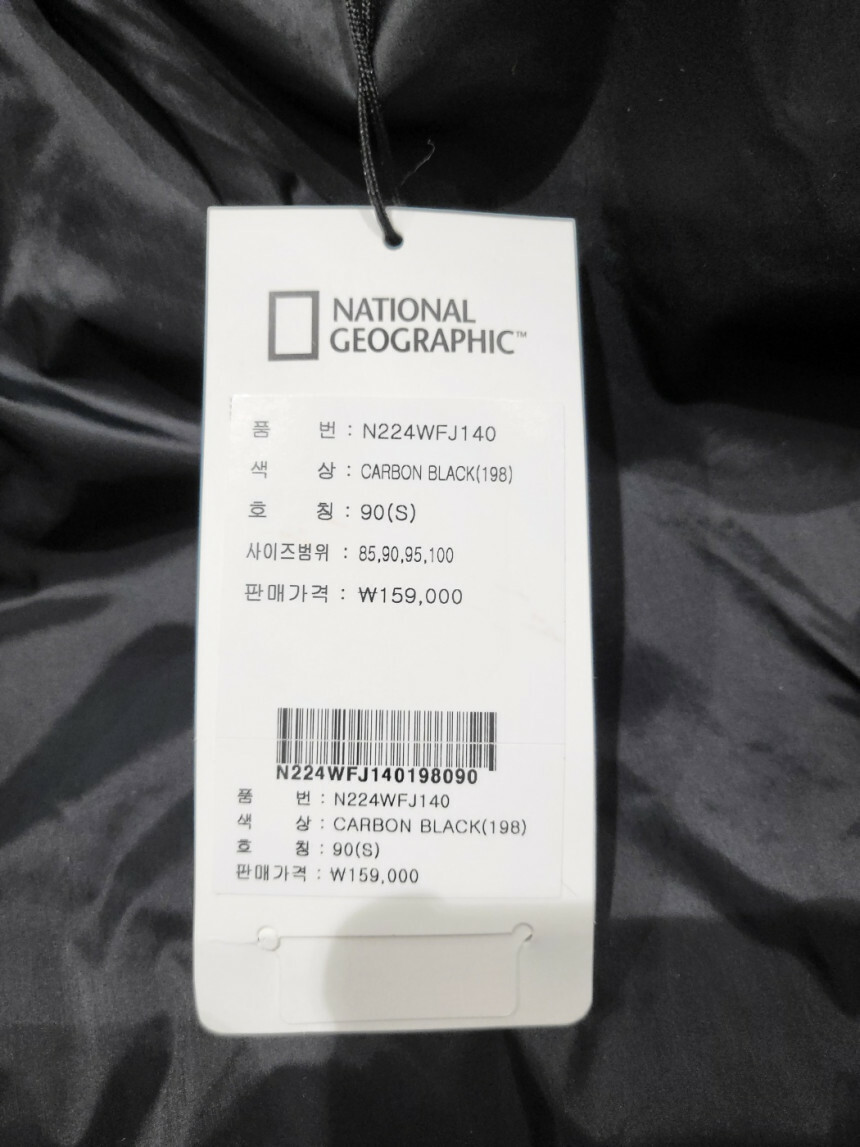 NATIONAL
GEOGRAPHIC™
품 번 : N224WFJ140
색 상 : CARBON BLACK(198)
호 칭 : 90(S)
사이즈범위 : 85,90,95,100
판매가격 : ₩159,000
N224WFJ140198090
품 번 : N224WFJ140
색 상 : CARBON BLACK(198)
호 칭 : 90(S)
판매가격 : ₩159,000